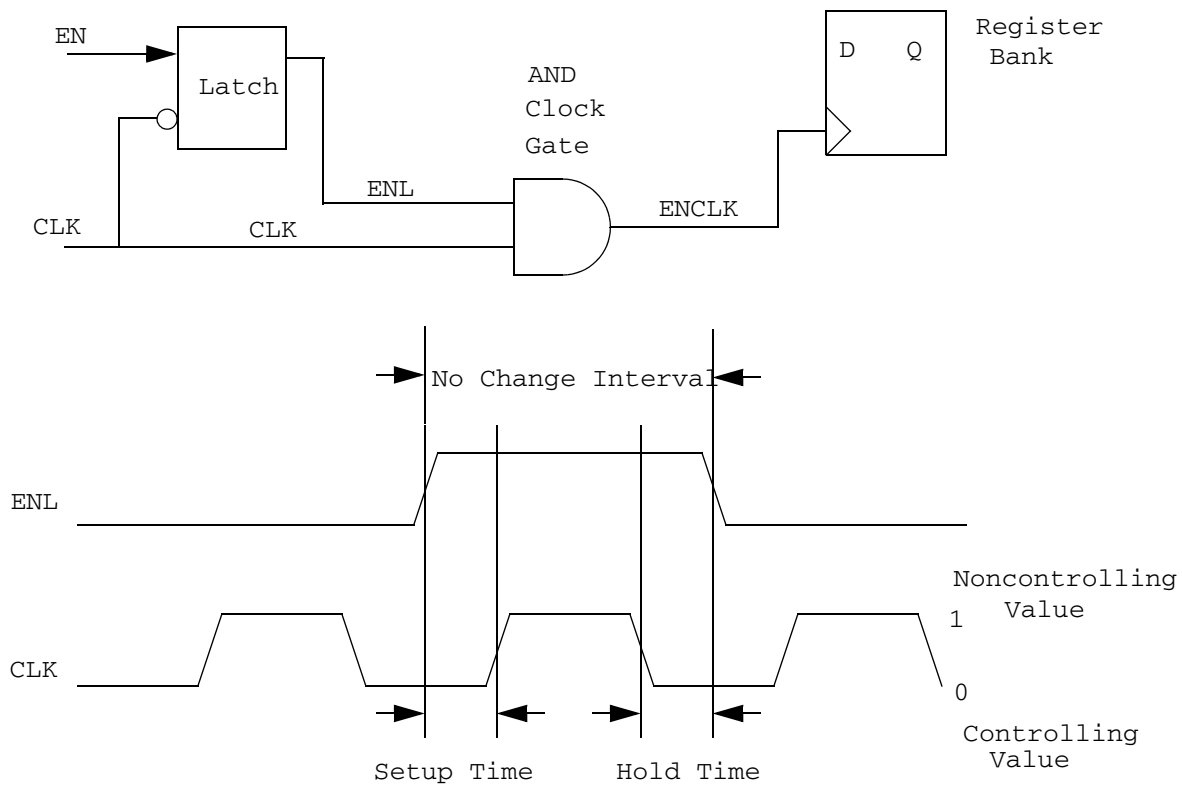 EN
Latch
AND
Clock
Gate
D Q
Register
Bank
ENL
ENCLK
CLK
CLK
No Change Interval
ENL
Noncontrolling
Value
1
CLK
0
Controlling
Value
Setup Time
Hold Time